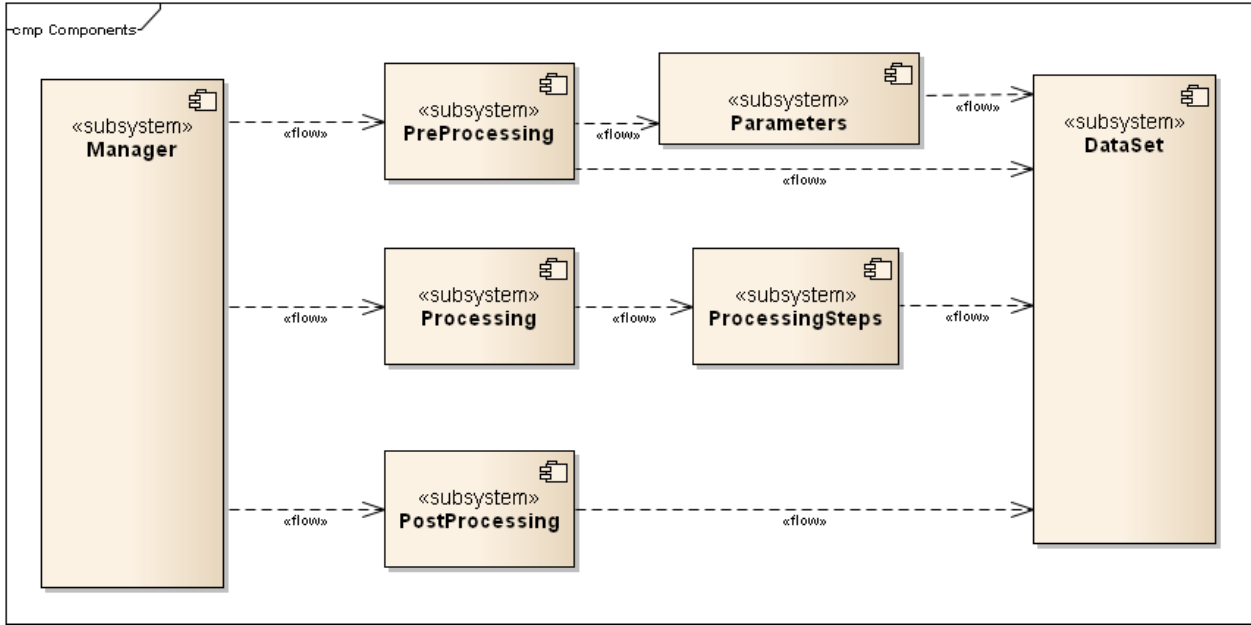 cmp Components
«subsystem»
Manager
«flow»
«subsystem»
PreProcessing
«flow»
«subsystem»
Parameters
«flow»
«flow»
«subsystem»
DataSet
«flow»
«subsystem»
Processing
«flow»
«subsystem»
ProcessingSteps
«flow»
«flow»
«subsystem»
PostProcessing
«flow»